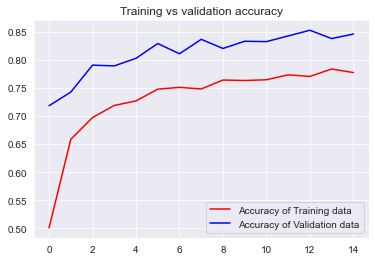 Training vs validation accuracy
0.85
0.80
0.75
0.70
0.65
0.60
0.55
0.50
Accuracy of Training data
Accuracy of Validation data
0 2 4 6 8 10 12 14